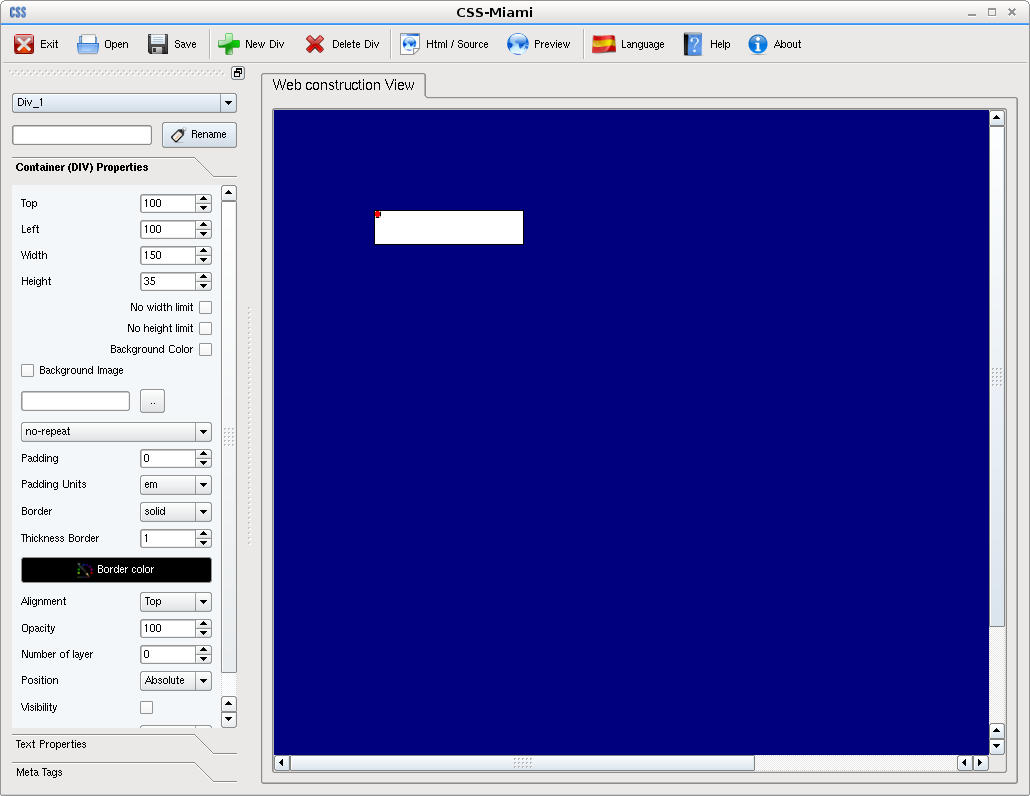 CSS CSS-Miami
Exit Open Save New Div Delete Div Html / Source Preview Language Help About
Web construction View
Div_1
Rename
Container (DIV) Properties
Top 100
Left 100
Width 150
Height 35
No width limit
No height limit
Background Color
Background Image
..
no-repeat
Padding 0
Padding Units em
Border solid
Thickness Border 1
Border color
Alignment Top
Opacity 100
Number of layer 0
Position Absolute
Visibility
Text Properties
Meta Tags